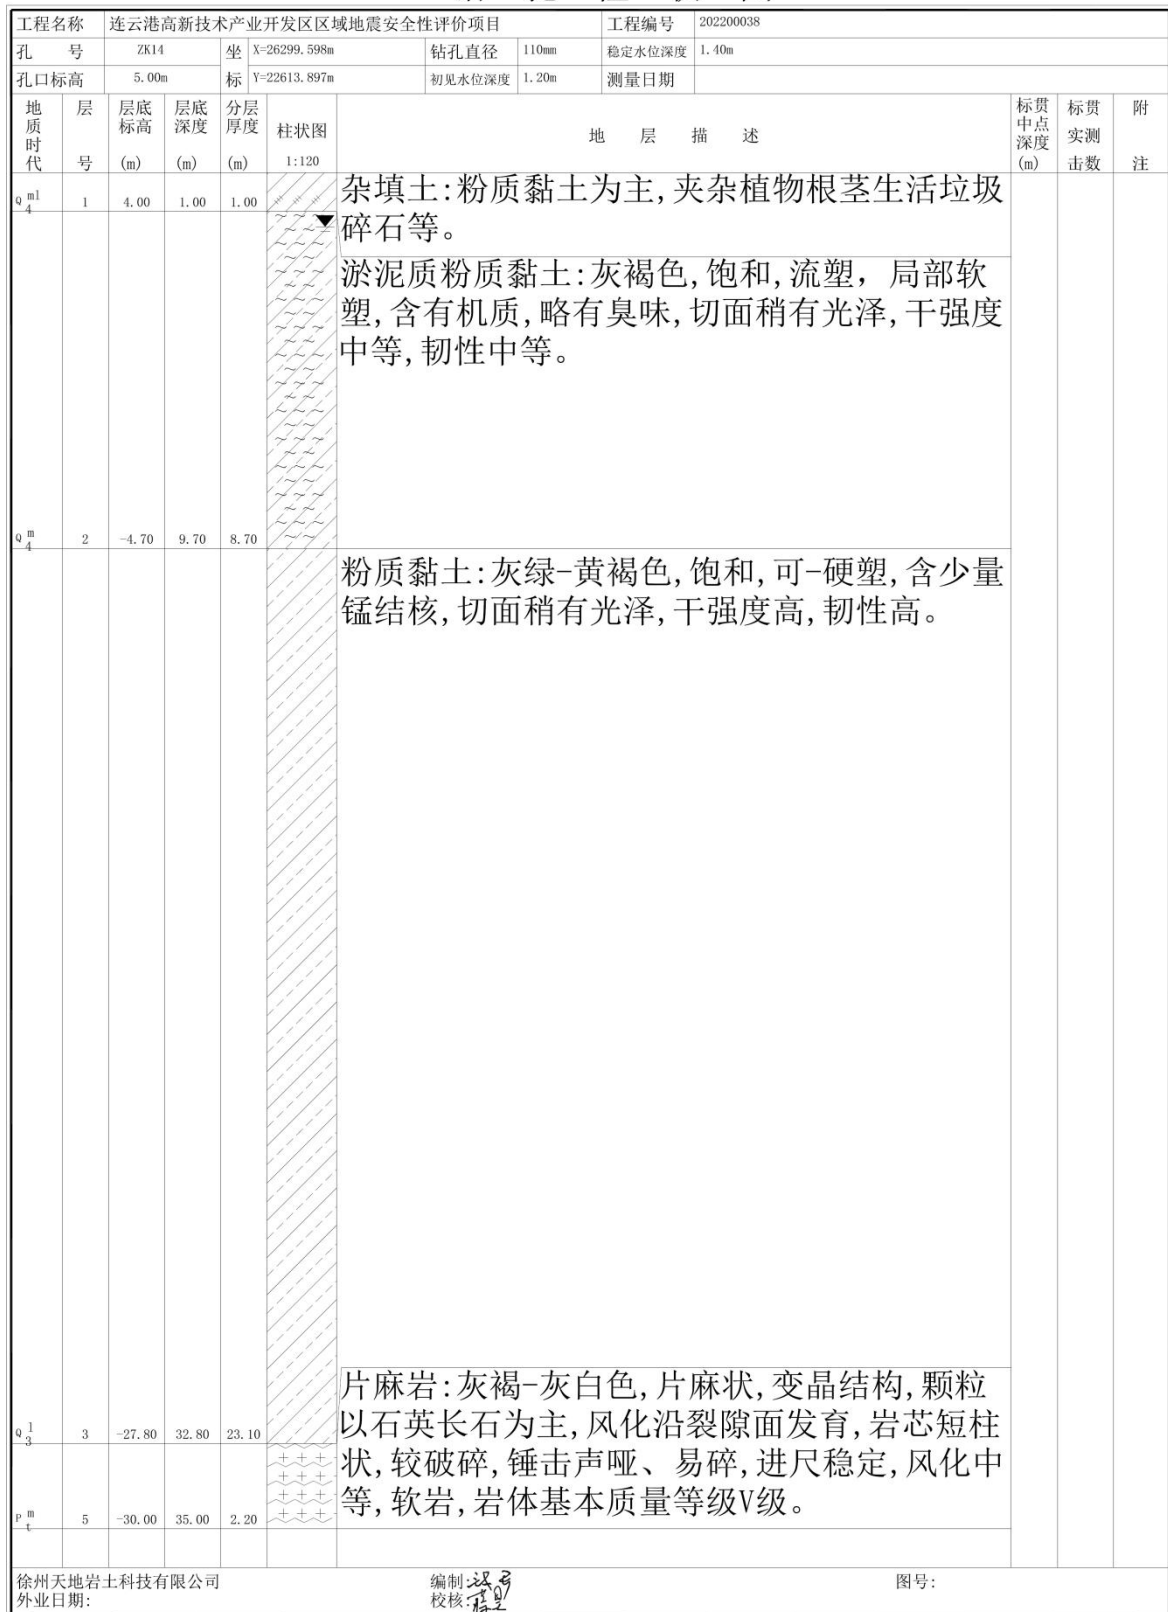 工程名称 连云港高新技术产业开发区区域地震安全性评价项目 工程编号 202200038
孔 号 ZK14 坐 X=26299.598m 钻孔直径 110mm 稳定水位深度 1.40m
孔口标高 5.00m 标 Y=22613.897m 初见水位深度 1.20m 测量日期
地质时代 层号 层底标高(m) 层底深度(m) 分层厚度(m) 柱状图 1:120 地 层 描 述 标贯中点深度(m) 标贯实测击数 附注
Q4ml 1 4.00 1.00 1.00
杂填土:粉质黏土为主,夹杂植物根茎生活垃圾
碎石等。
淤泥质粉质黏土:灰褐色,饱和,流塑，局部软
塑,含有机质,略有臭味,切面稍有光泽,干强度
中等,韧性中等。
Q4m 2 -4.70 9.70 8.70
粉质黏土:灰绿-黄褐色,饱和,可-硬塑,含少量
锰结核,切面稍有光泽,干强度高,韧性高。
片麻岩:灰褐-灰白色,片麻状,变晶结构,颗粒
以石英长石为主,风化沿裂隙面发育,岩芯短柱
Q3l 3 -27.80 32.80 23.10
状,较破碎,锤击声哑、易碎,进尺稳定,风化中
等,软岩,岩体基本质量等级V级。
Ptm 5 -30.00 35.00 2.20
徐州天地岩土科技有限公司 编制: 图号:
外业日期: 校核: